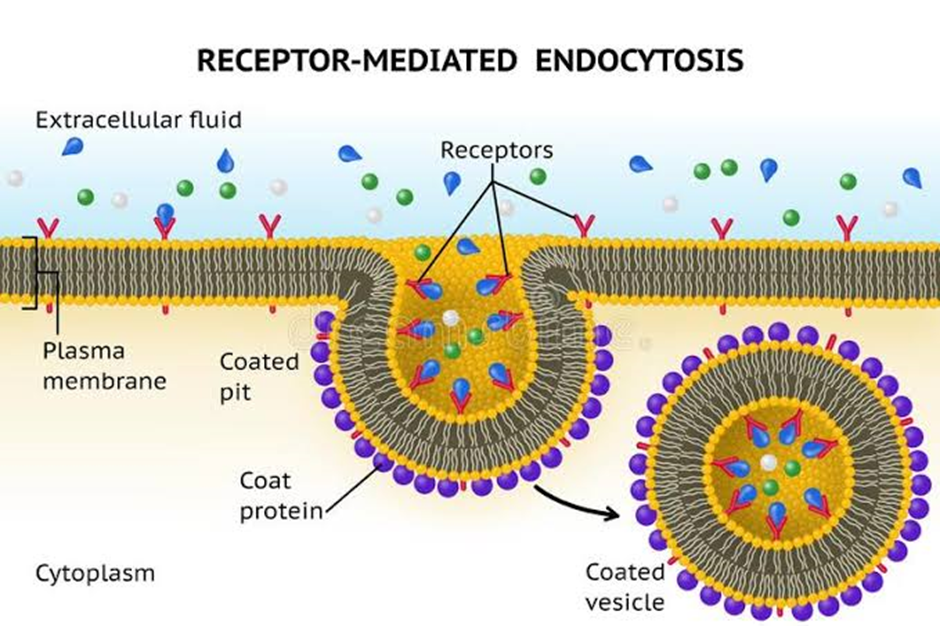 RECEPTOR-MEDIATED ENDOCYTOSIS
Extracellular fluid
Receptors
Plasma
membrane
Coated
pit
Coat
protein
Cytoplasm
Coated
vesicle